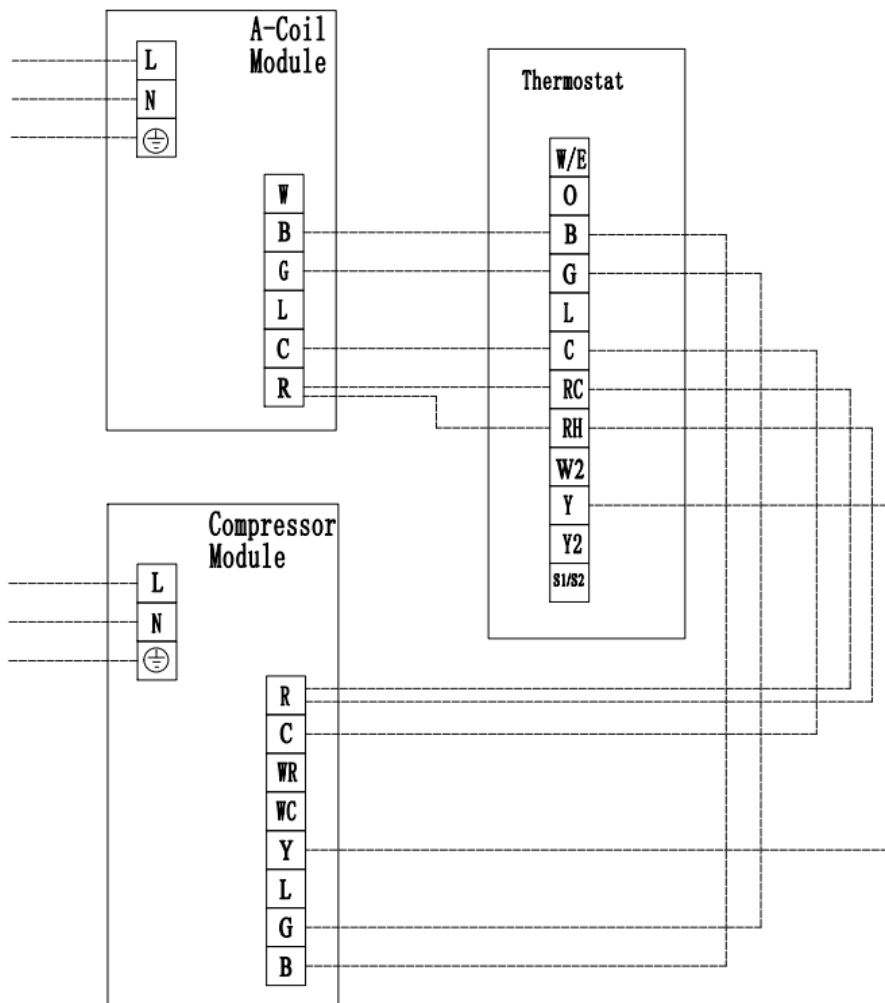 A-Coil
Module
L
N
W
B
G
L
C
R
Thermostat
W/E
O
B
G
L
C
RC
RH
W2
Y
Y2
S1/S2
Compressor
Module
L
N
R
C
WR
WC
Y
L
G
B